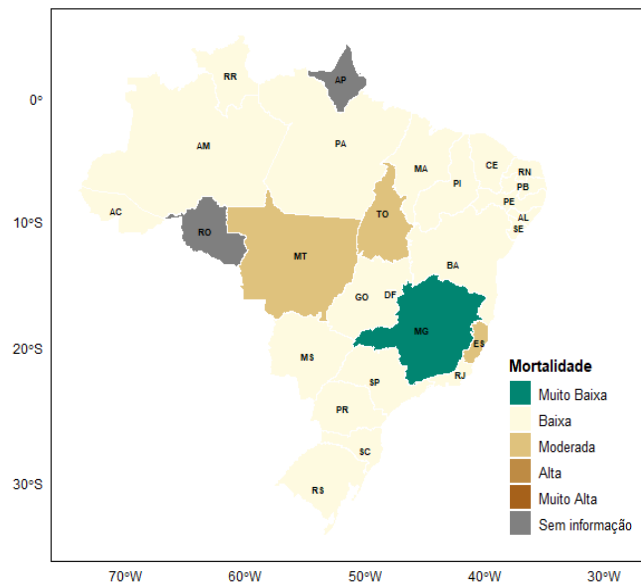 0°
10°S
20°S
30°S
RR
AP
AM
PA
MA
CE
RN
PI
PB
PE
AC
TO
AL
RO
SE
MT
BA
GO
DF
MG
ES
MS
SP
RJ
PR
SC
RS
Mortalidade
Muito Baixa
Baixa
Moderada
Alta
Muito Alta
Sem informação
70°W
60°W
50°W
40°W
30°W